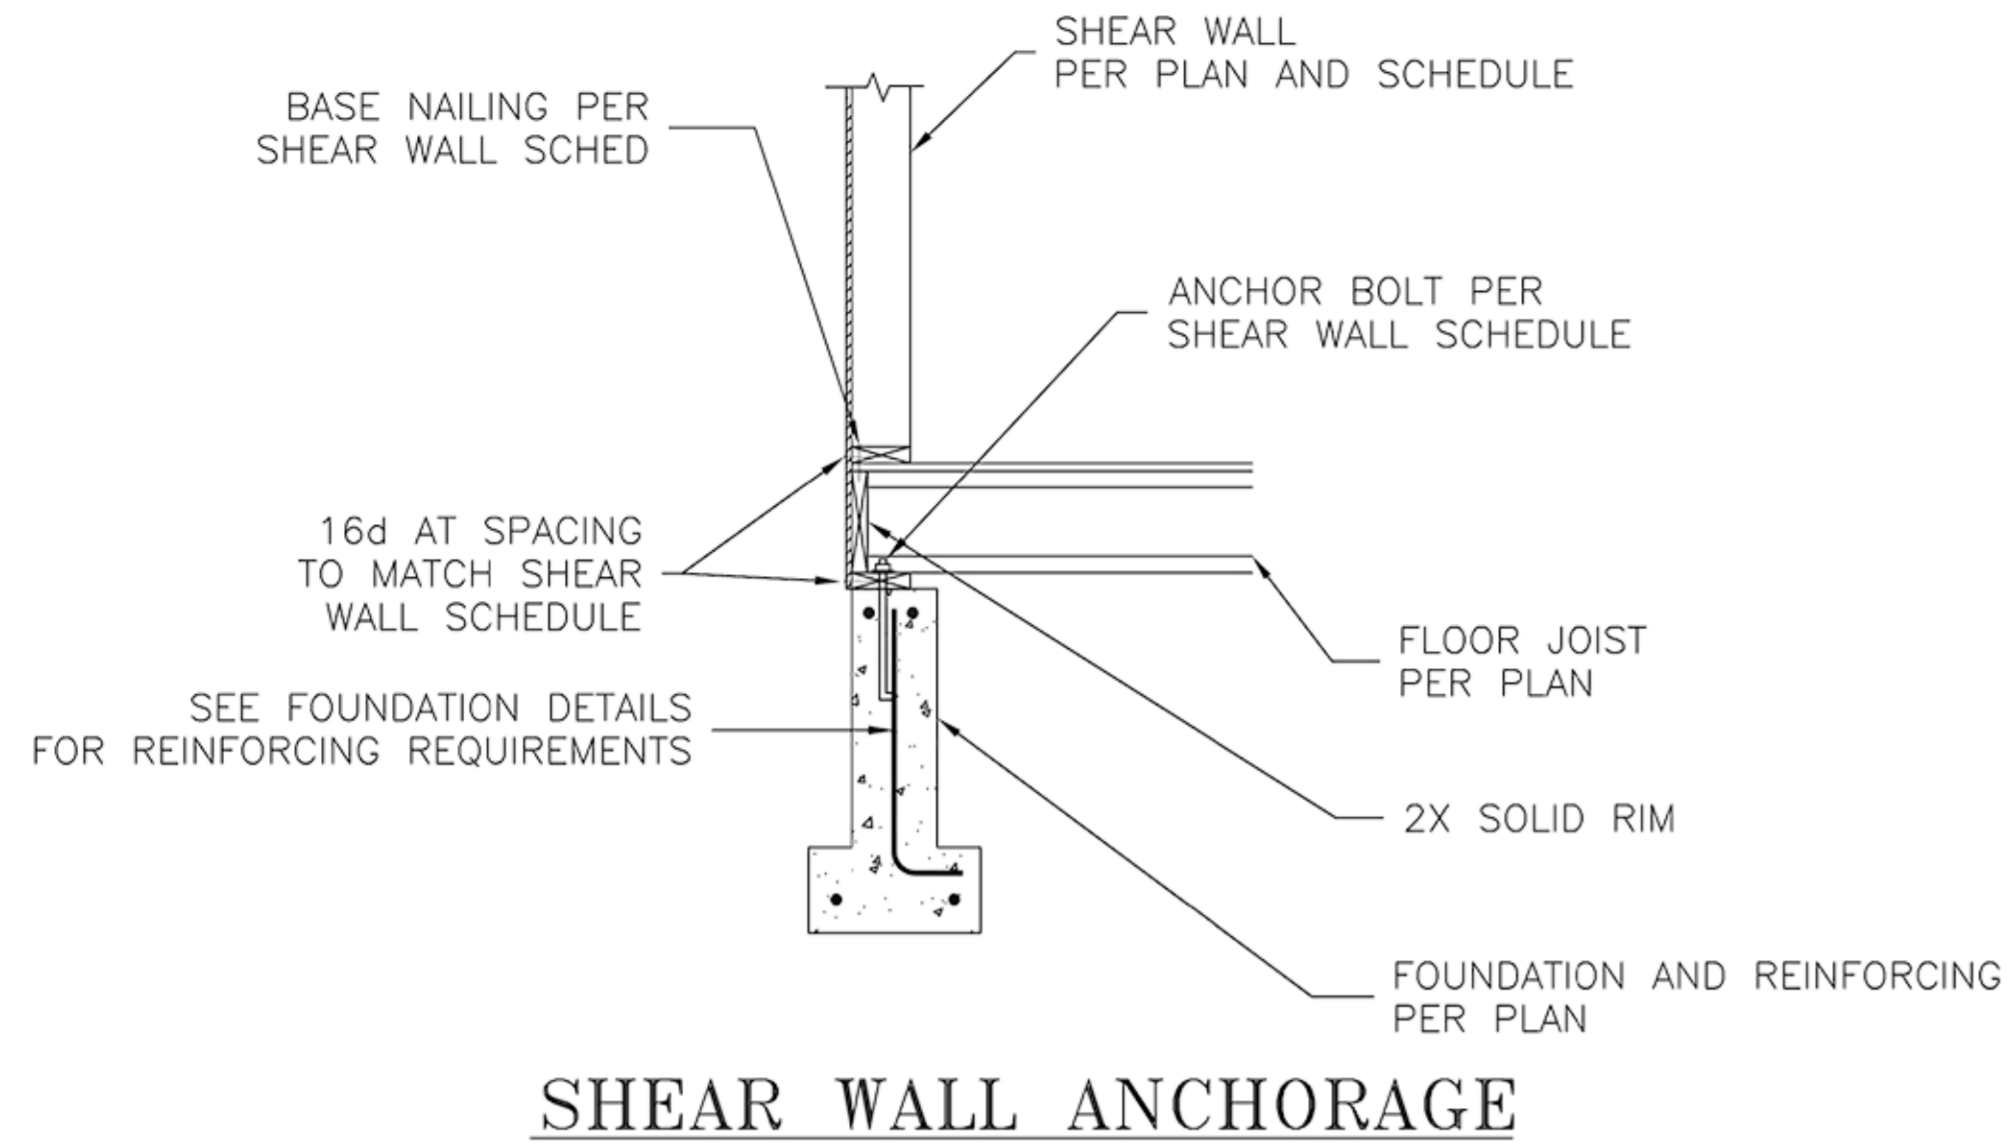 SHEAR WALL
PER PLAN AND SCHEDULE
BASE NAILING PER
SHEAR WALL SCHED
ANCHOR BOLT PER
SHEAR WALL SCHEDULE
16d AT SPACING
TO MATCH SHEAR
WALL SCHEDULE
FLOOR JOIST
PER PLAN
SEE FOUNDATION DETAILS
FOR REINFORCING REQUIREMENTS
2X SOLID RIM
FOUNDATION AND REINFORCING
PER PLAN
SHEAR WALL ANCHORAGE